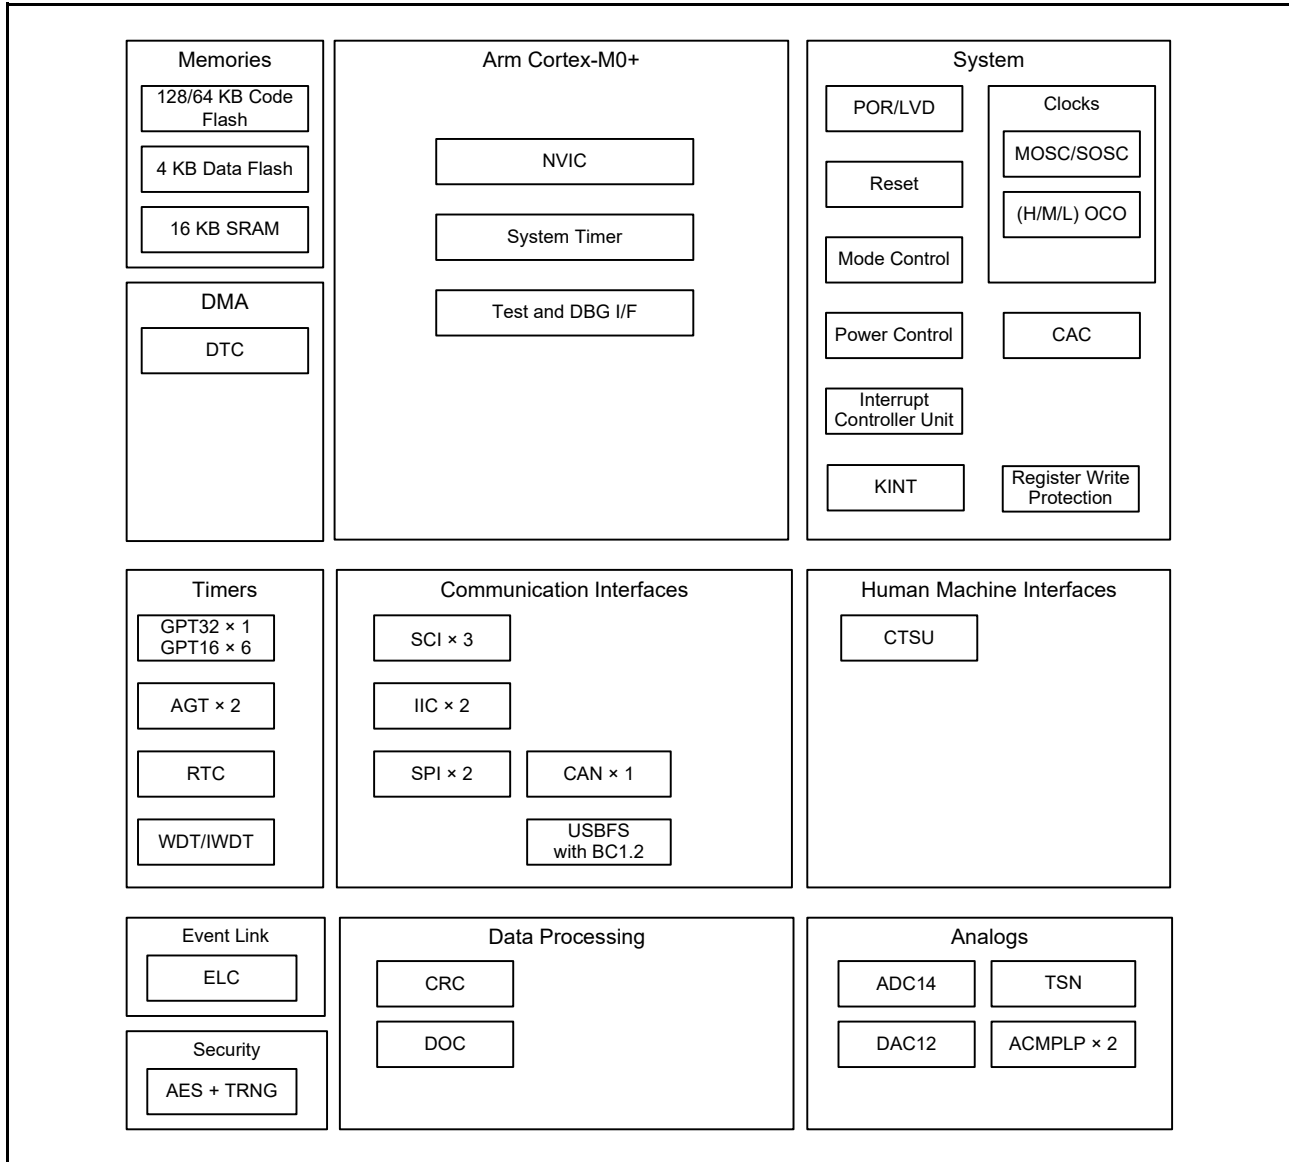 Memories
128/64 KB Code
Flash
4 KB Data Flash
16 KB SRAM
DMA
DTC
Arm Cortex-M0+
NVIC
System Timer
Test and DBG I/F
System
POR/LVD
Reset
Mode Control
Power Control
Interrupt
Controller Unit
KINT
Clocks
MOSC/SOSC
(H/M/L) OCO
CAC
Register Write
Protection
Timers
GPT32 × 1
GPT16 × 6
AGT × 2
RTC
WDT/IWDT
Communication Interfaces
SCI × 3
IIC × 2
SPI × 2
CAN × 1
USBFS
with BC1.2
Human Machine Interfaces
CTSU
Event Link
ELC
Security
AES + TRNG
Data Processing
CRC
DOC
Analogs
ADC14
TSN
DAC12
ACMPLP × 2